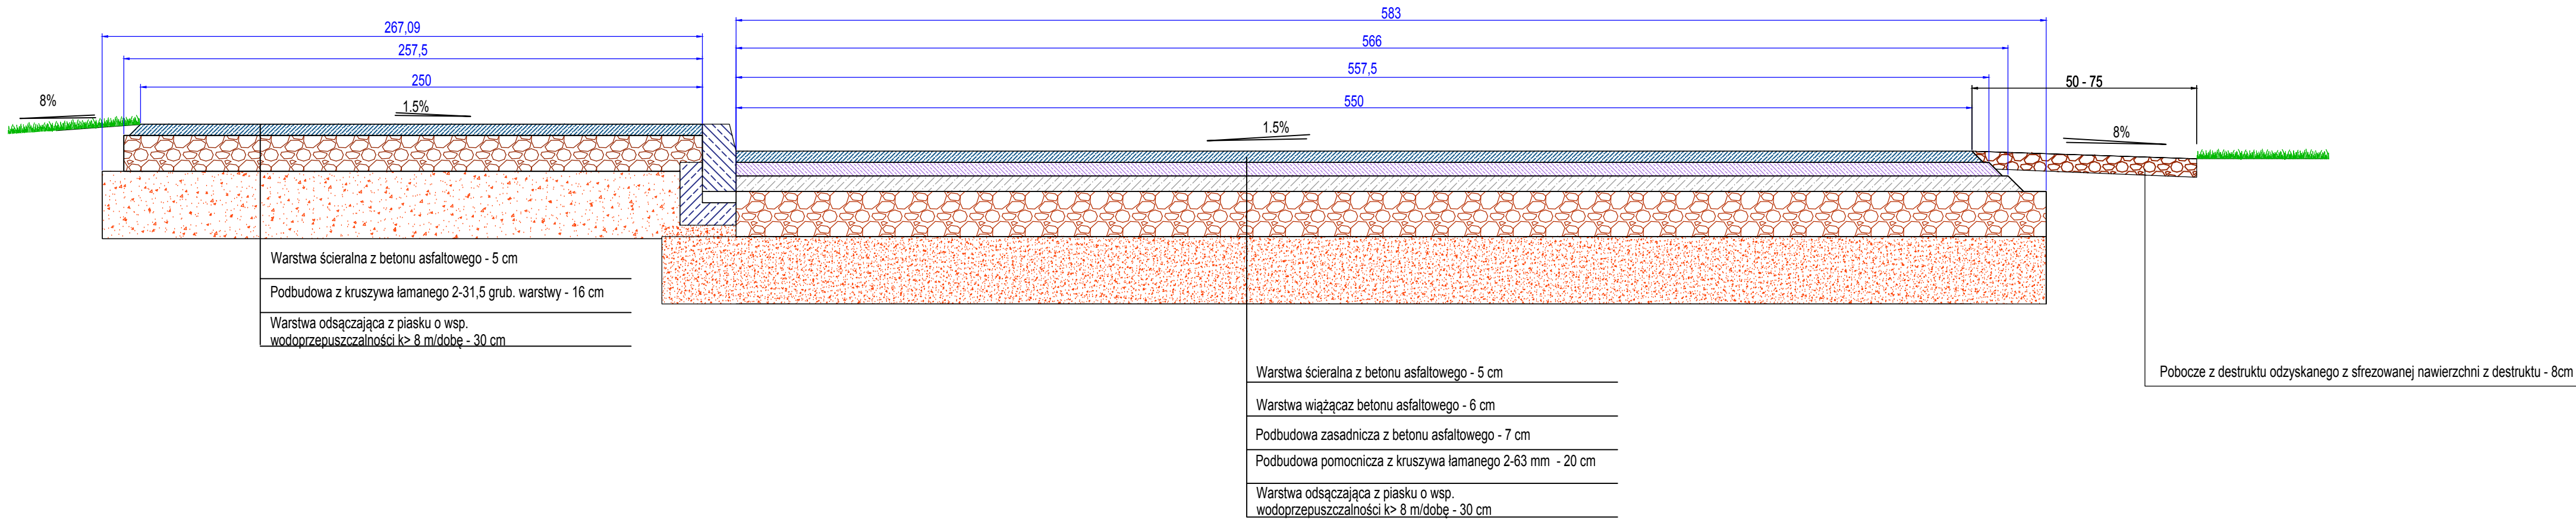 583
267,09
566
257,5
557,5
250
50 - 75
8%
1.5%
550
1.5%
8%
Warstwa ścieralna z betonu asfaltowego - 5 cm
Podbudowa z kruszywa łamanego 2-31,5 grub. warstwy - 16 cm
Warstwa odsączająca z piasku o wsp.
wodoprzepuszczalności k> 8 m/dobę - 30 cm
Warstwa ścieralna z betonu asfaltowego - 5 cm
Warstwa wiążącaz betonu asfaltowego - 6 cm
Podbudowa zasadnicza z betonu asfaltowego - 7 cm
Podbudowa pomocnicza z kruszywa łamanego 2-63 mm - 20 cm
Warstwa odsączająca z piasku o wsp.
wodoprzepuszczalności k> 8 m/dobę - 30 cm
Pobocze z destruktu odzyskanego z sfrezowanej nawierzchni z destruktu - 8cm